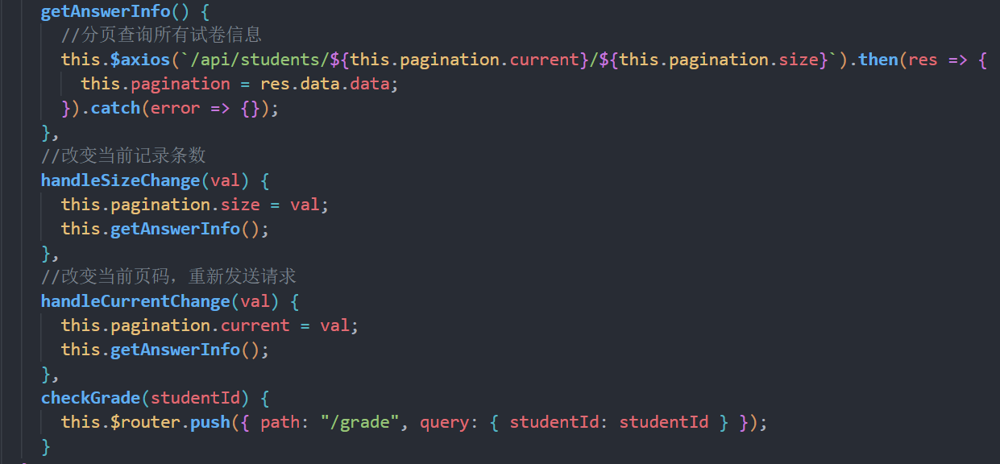 getAnswerInfo() {
//分页查询所有试卷信息
this.$axios(`/api/students/${this.pagination.current}/${this.pagination.size}`).then(res => {
this.pagination = res.data.data;
}).catch(error => {});
},
//改变当前记录条数
handleSizeChange(val) {
this.pagination.size = val;
this.getAnswerInfo();
},
//改变当前页码，重新发送请求
handleCurrentChange(val) {
this.pagination.current = val;
this.getAnswerInfo();
},
checkGrade(studentId) {
this.$router.push({ path: "/grade", query: { studentId: studentId } });
}